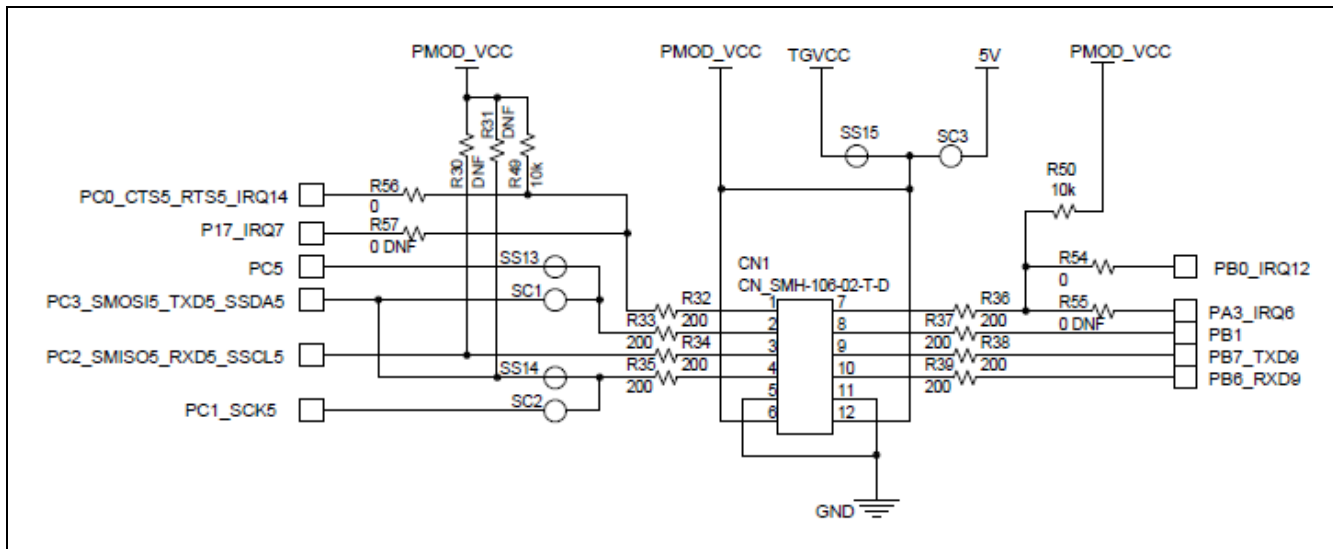 PMOD_VCC
PMOD_VCC
TGVCC
5V
PMOD_VCC
R30
DNF
R31
DNF
R49
10k
SS15
SC3
R50
10k
PC0_CTS5_RTS5_IRQ14
R56
0
P17_IRQ7
R57
0 DNF
PC5
SS13
PC3_SMOSI5_TXD5_SSDA5
SC1
PC2_SMISO5_RXD5_SSCL5
SS14
PC1_SCK5
SC2
CN1
CN_SMH-106-02-T-D
R32
200
R33
200
R34
200
R35
200
1
2
3
4
5
6
7
8
9
10
11
12
R36
200
R37
200
R38
200
R39
200
R54
0
R55
0 DNF
PB0_IRQ12
PA3_IRQ6
PB1
PB7_TXD9
PB6_RXD9
GND